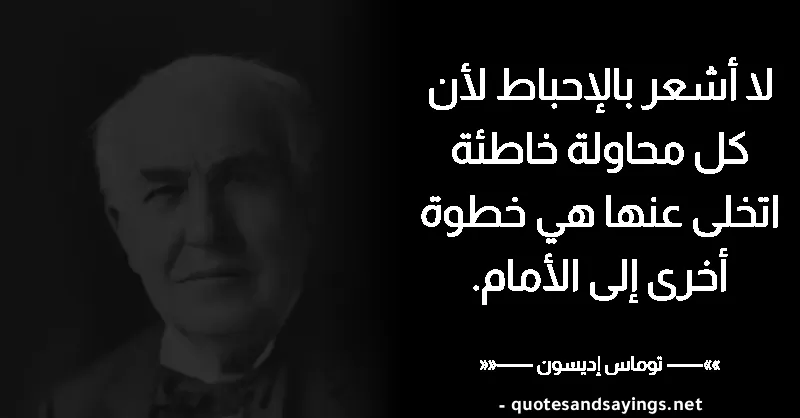 لا أشعر بالإحباط لأن
كل محاولة خاطئة
اتخلى عنها هي خطوة
أخرى إلى الأمام.
»»—— توماس إديسون ——««
- quotesandsayings.net